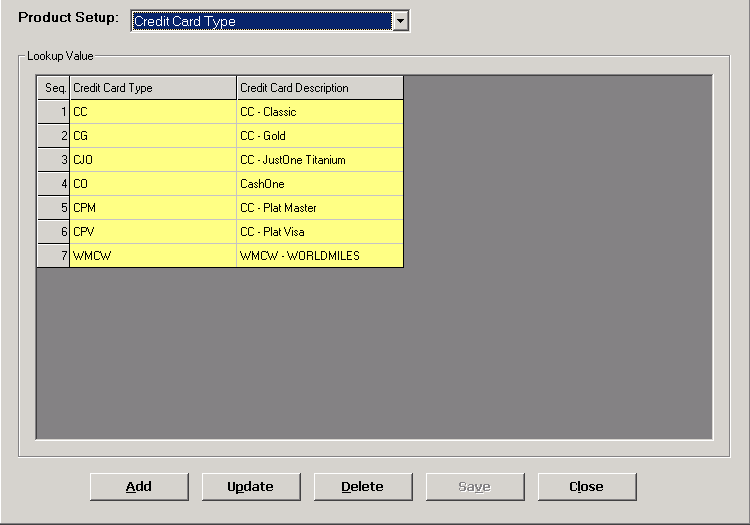 Product Setup: Credit Card Type
Lookup Value
Seq. Credit Card Type Credit Card Description
1 CC CC - Classic
2 CG CC - Gold
3 CJO CC - JustOne Titanium
4 CO CashOne
5 CPM CC - Plat Master
6 CPV CC - Plat Visa
7 WMCW WMCW - WORLDMILES
Add Update Delete Save Close